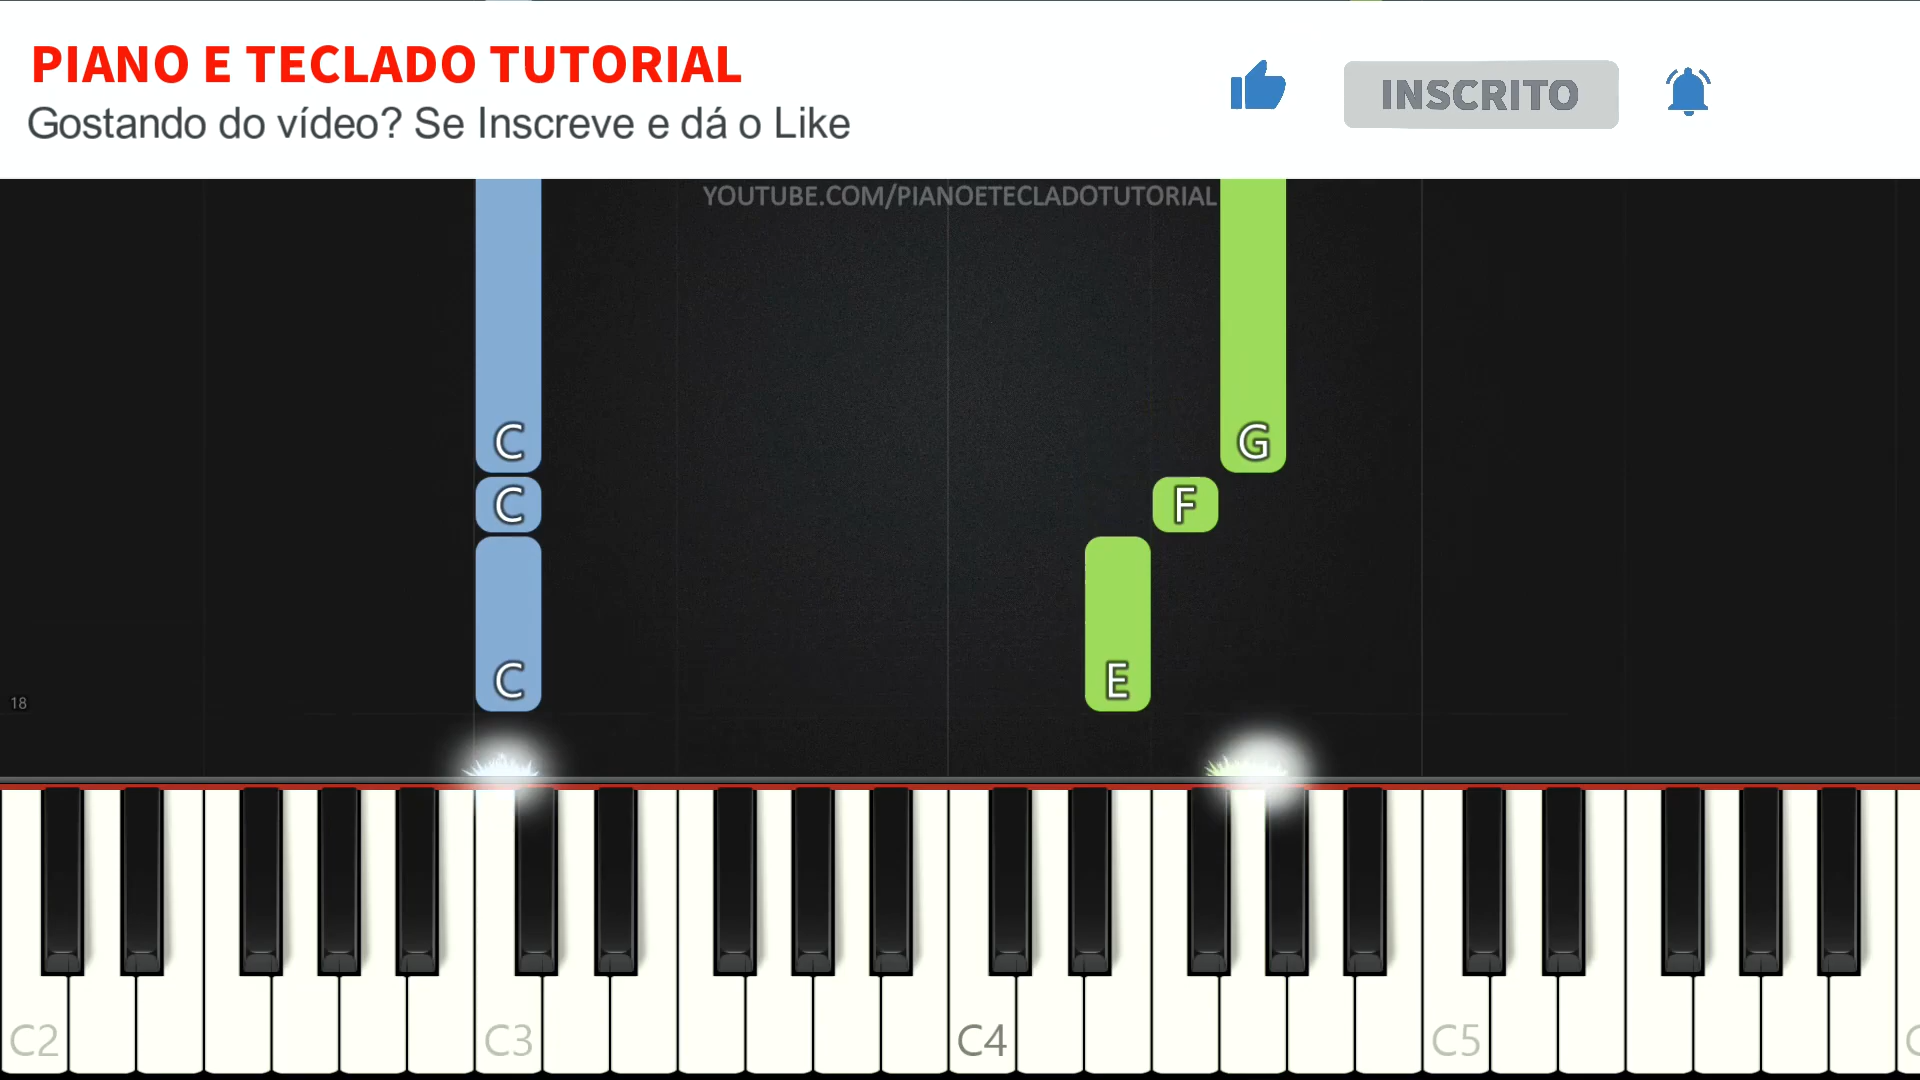 PIANO E TECLADO TUTORIAL
Gostando do vídeo? Se Inscreve e dá o Like
INSCRITO
YOUTUBE.COM/PIANOETECLADOTUTORIAL
C G
C F
C E
18
C2 C3 C4 C5 C